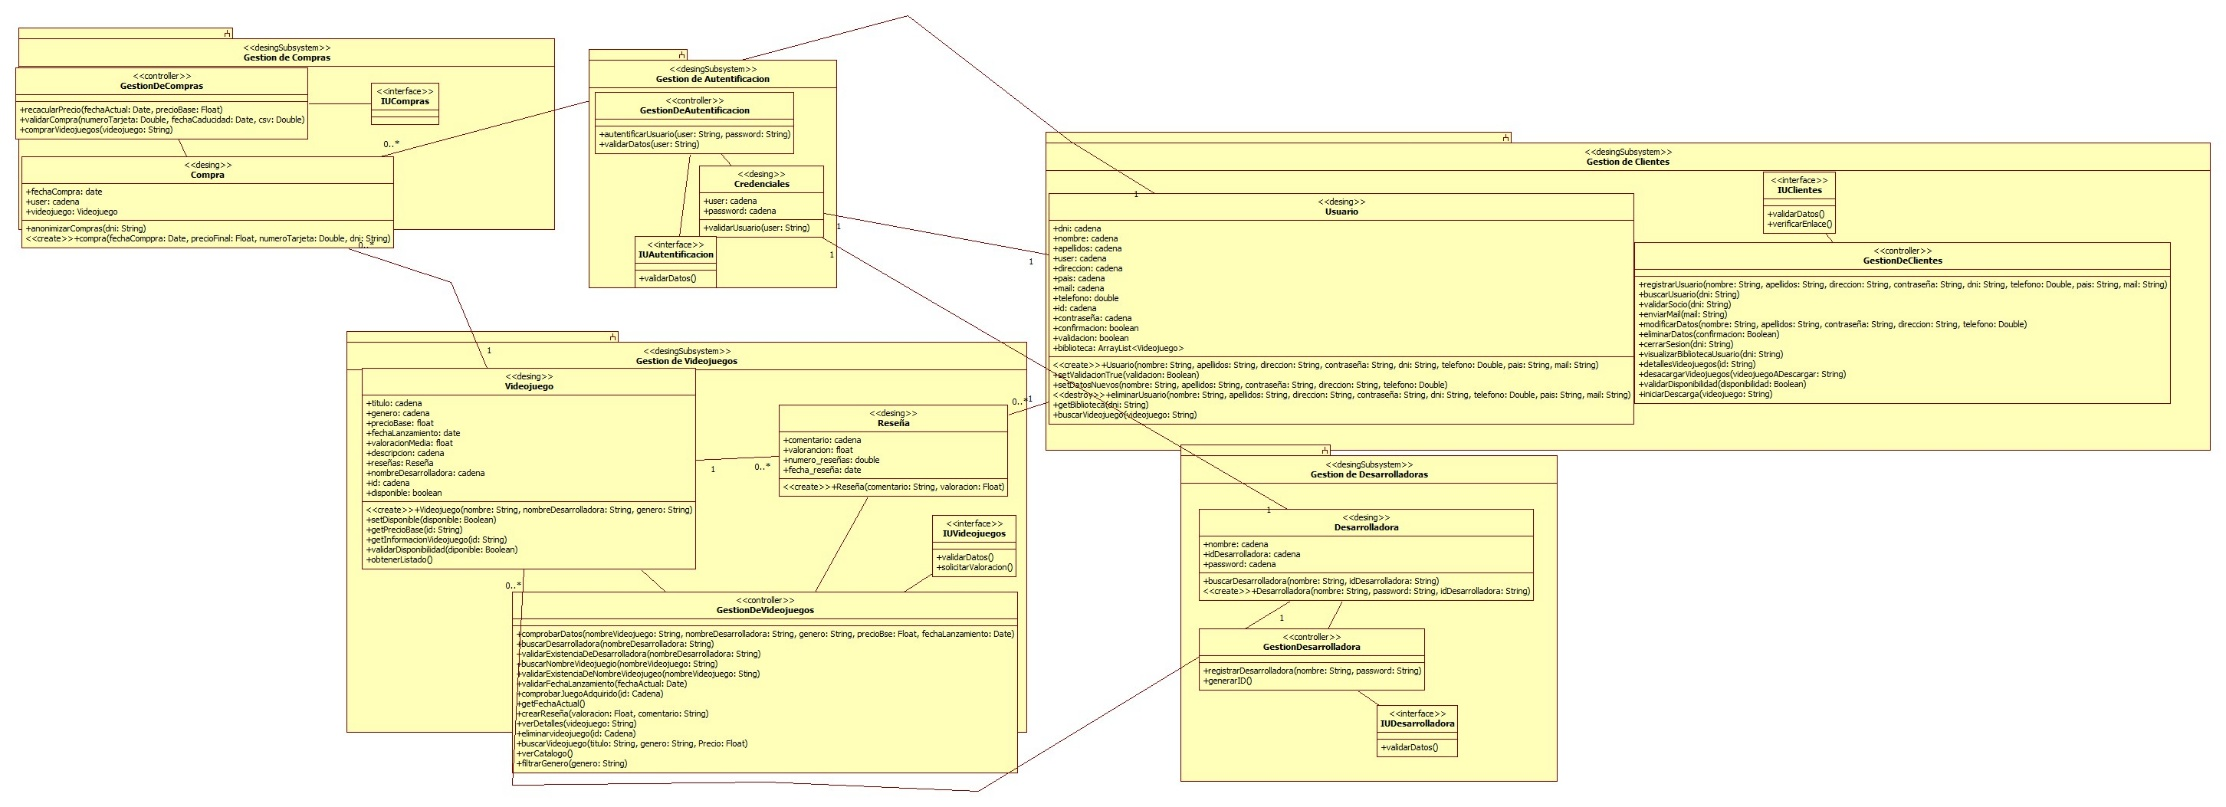 <<desingSubsystem>>
Gestion de Compras
<<controller>>
GestionDeCompras
+recacularPrecio(fechaActual: Date, precioBase: Float)
+validarCompra(numeroTarjeta: Double, fechaCaducidad: Date, csv: Double)
+comprarVideojuegos(videojuego: String)
<<interface>>
IUCompras
0..*
<<desing>>
Compra
+fechaCompra: date
+user: cadena
+videojuego: Videojuego
+anonimizarCompras(dni: String)
<<create>>+compra(fechaComppra: Date, precioFinal: Float, numeroTarjeta: Double, dni: String)
0..*
<<desingSubsystem>>
Gestion de Autentificacion
<<controller>>
GestionDeAutentificacion
+autentificarUsuario(user: String, password: String)
+validarDatos(user: String)
<<desing>>
Credenciales
+user: cadena
+password: cadena
+validarUsuario(user: String)
1
1
<<interface>>
IUAutentificacion
+validarDatos()
<<desingSubsystem>>
Gestion de Clientes
1
1
<<desing>>
Usuario
+dni: cadena
+nombre: cadena
+apellidos: cadena
+user: cadena
+direccion: cadena
+pais: cadena
+mail: cadena
+telefono: double
+id: cadena
+contraseña: cadena
+confirmacion: boolean
+validacion: boolean
+biblioteca: ArrayList<Videojuego>
<<create>>+Usuario(nombre: String, apellidos: String, direccion: String, contraseña: String, dni: String, telefono: Double, pais: String, mail: String)
+setValidacionTrue(validacion: Boolean)
+setDatosNuevos(nombre: String, apellidos: String, contraseña: String, direccion: String, telefono: Double)
<<destroy>>+eliminarUsuario(nombre: String, apellidos: String, direccion: String, contraseña: String, dni: String, telefono: Double, pais: String, mail: String)
+getBiblioteca(dni: String)
+buscarVideojuego(videojuego: String)
<<interface>>
IUClientes
+validarDatos()
+verificarEnlace()
<<controller>>
GestionDeClientes
+registrarUsuario(nombre: String, apellidos: String, direccion: String, contraseña: String, dni: String, telefono: Double, pais: String, mail: String)
+buscarUsuario(dni: String)
+validarSocio(dni: String)
+enviarMail(mail: String)
+modificarDatos(nombre: String, apellidos: String, contraseña: String, direccion: String, telefono: Double)
+eliminarDatos(confirmacion: Boolean)
+cerrarSesion(dni: String)
+visualizarBibliotecaUsuario(dni: String)
+detallesVideojuegos(id: String)
+desacargarVideojuegos(videojuegoADescargar: String)
+validarDisponibilidad(disponibilidad: Boolean)
+iniciarDescarga(videojuego: String)
<<desingSubsystem>>
Gestion de Videojuegos
1
<<desing>>
Videojuego
+titulo: cadena
+genero: cadena
+precioBase: float
+fechaLanzamiento: date
+valoracionMedia: float
+descripcion: cadena
+reseñas: Reseña
+nombreDesarrolladora: cadena
+id: cadena
+disponible: boolean
<<create>>+Videojuego(nombre: String, nombreDesarrolladora: String, genero: String)
+setDisponible(disponible: Boolean)
+getPrecioBase(id: String)
+getInformacionVideojuego(id: String)
+validarDisponibilidad(diponible: Boolean)
+obtenerListado()
1
0..*
0..*
0..*
1
<<desing>>
Reseña
+comentario: cadena
+valorancion: float
+numero_reseñas: double
+fecha_reseña: date
<<create>>+Reseña(comentario: String, valoracion: Float)
<<interface>>
IUVideojuegos
+validarDatos()
+solicitarValoracion()
<<controller>>
GestionDeVideojuegos
+comprobarDatos(nombreVideojuego: String, nombreDesarrolladora: String, genero: String, precioBse: Float, fechaLanzamiento: Date)
+buscarDesarrolladora(nombreDesarrolladora: String)
+validarExistenciaDeDesarrolladora(nombreDesarrolladora: String)
+buscarNombreVideojuegio(nombreVideojuego: String)
+validarExistenciaDeNombreVideojugeo(nombreVideojuego: Sting)
+validarFechaLanzamiento(fechaActual: Date)
+comprobarJuegoAdquirido(id: Cadena)
+getFechaActual()
+crearReseña(valoracion: Float, comentario: String)
+verDetalles(videojuego: String)
+eliminarvideojuego(id: Cadena)
+buscarVideojuego(titulo: String, genero: String, Precio: Float)
+verCatalogo()
+filtrarGenero(genero: String)
<<desingSubsystem>>
Gestion de Desarrolladoras
1
<<desing>>
Desarrolladora
+nombre: cadena
+idDesarrolladora: cadena
+password: cadena
+buscarDesarrolladora(nombre: String, idDesarrolladora: String)
<<create>>+Desarrolladora(nombre: String, password: String, idDesarrolladora: String)
1
<<controller>>
GestionDesarrolladora
+registrarDesarrolladora(nombre: String, password: String)
+generarID()
<<interface>>
IUDesarrolladora
+validarDatos()